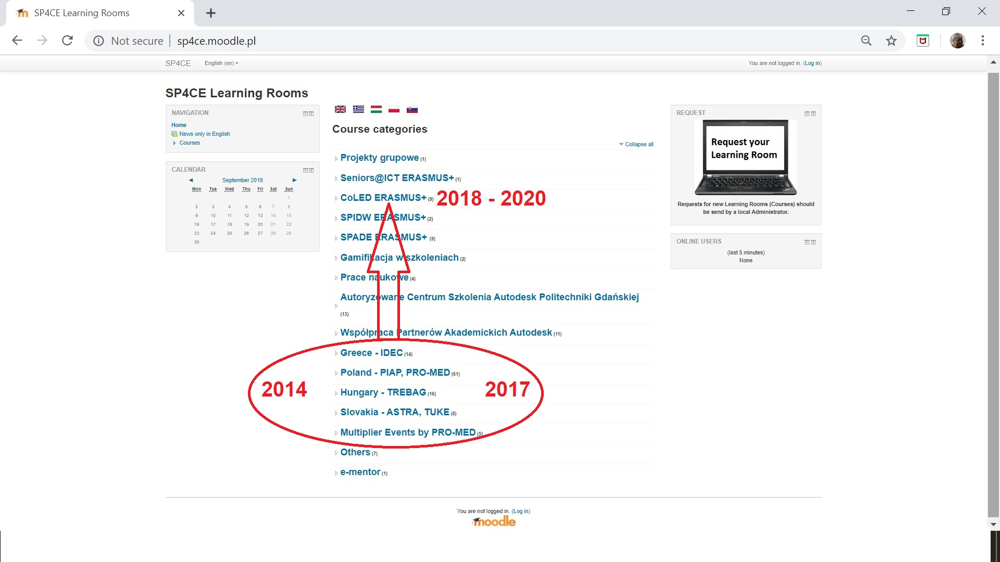 SP4CE Learning Rooms
Not secure | sp4ce.moodle.pl
SP4CE English (en)
You are not logged in. (Log in)
SP4CE Learning Rooms
NAVIGATION
Home
News only in English
Courses
CALENDAR
September 2019
Mon Tue Wed Thu Fri Sat Sun
1
2 3 4 5 6 7 8
9 10 11 12 13 14 15
16 17 18 19 20 21 22
23 24 25 26 27 28 29
30
Course categories
Collapse all
Projekty grupowe (1)
Seniors@ICT ERASMUS+ (1)
CoLED ERASMUS+ (9) 2018 - 2020
SPIDW ERASMUS+ (2)
SPADE ERASMUS+ (9)
Gamifikacja w szkoleniach (2)
Prace naukowe (4)
Autoryzowane Centrum Szkolenia Autodesk Politechniki Gdańskiej
(13)
Współpraca Partnerów Akademickich Autodesk (11)
Greece - IDEC (14)
Poland - PIAP, PRO-MED (61)
2014 Hungary - TREBAG (16) 2017
Slovakia - ASTRA, TUKE (8)
Multiplier Events by PRO-MED (5)
Others (7)
e-mentor (1)
REQUEST
Request your
Learning Room
Requests for new Learning Rooms (Courses) should
be send by a local Administrator.
ONLINE USERS
(last 5 minutes)
None
You are not logged in. (Log in)
moodle